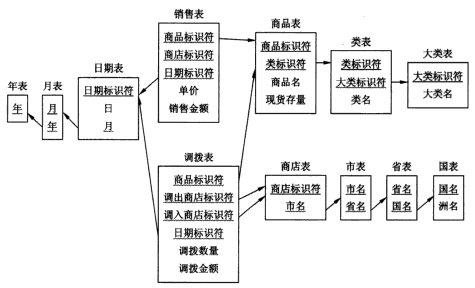 销售表
商品标识符
商店标识符
日期标识符
单价
销售金额
商品表
商品标识符
类标识符
商品名
现货存量
类表
类标识符
大类标识符
类名
大类表
大类标识符
大类名
年表
年
月表
月
年
日期表
日期标识符
日
月
调拨表
商品标识符
调出商店标识符
调入商店标识符
日期标识符
调拨数量
调拨金额
商店表
商店标识符
市名
市表
市名
省名
省表
省名
国名
国表
国名
洲名